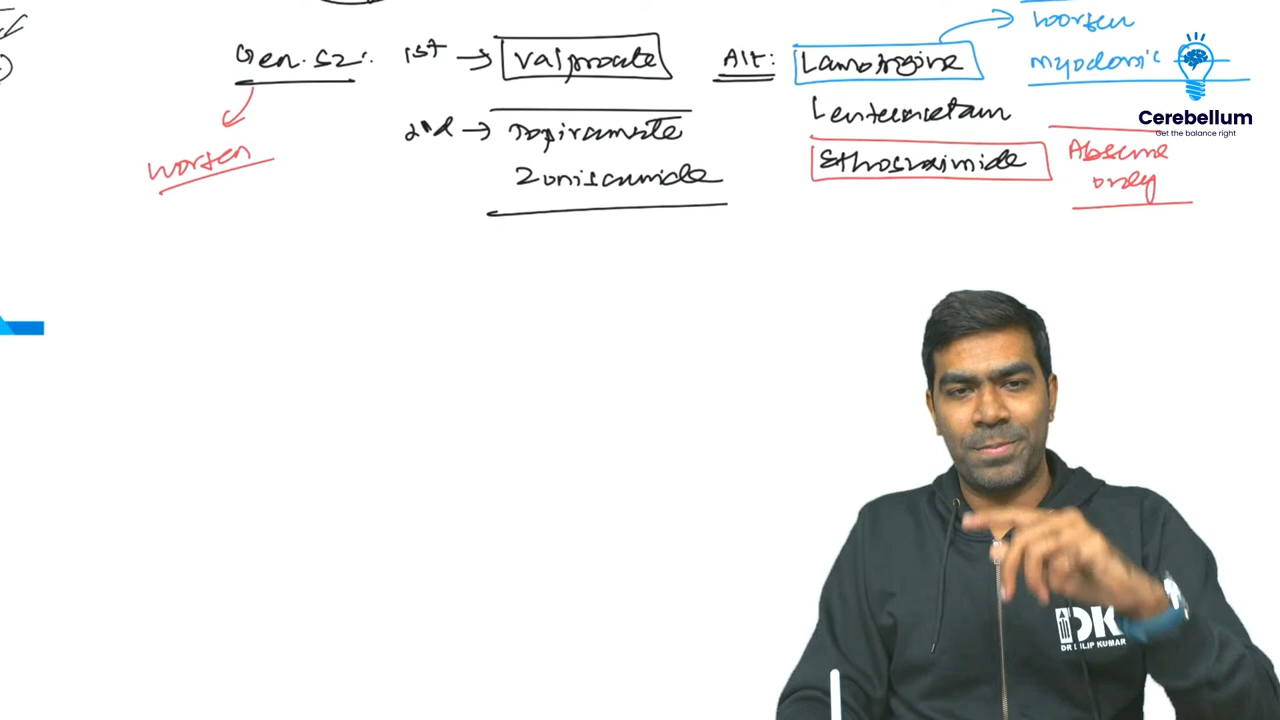 worsen
Gen. Sz: 1st → Valproate Alt: Lamotrigine
myoclonic
Cerebellum
Get the balance right
2nd → Topiramate Levetiracetam
Zonisamide Ethosuximide
Absence
only
worsen
DK
DR DILIP KUMAR